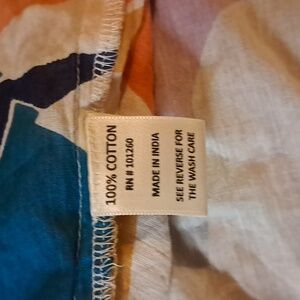 100% COTTON
RN # 101260
MADE IN INDIA
SEE REVERSE FOR
THE WASH CARE